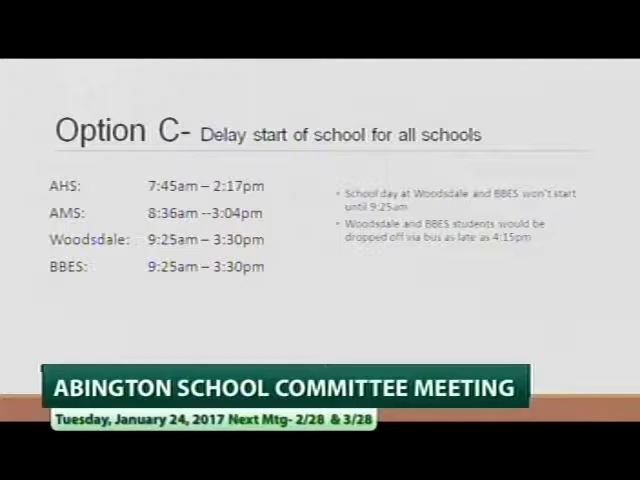 Option C- Delay start of school for all schools
AHS: 7:45am – 2:17pm
AMS: 8:36am --3:04pm
Woodsdale: 9:25am – 3:30pm
BBES: 9:25am – 3:30pm
• School day at Woodsdale and BBES won't start
until 9:25am
• Woodsdale and BBES students would be
dropped off via bus as late as 4:15pm
ABINGTON SCHOOL COMMITTEE MEETING
Tuesday, January 24, 2017 Next Mtg- 2/28 & 3/28